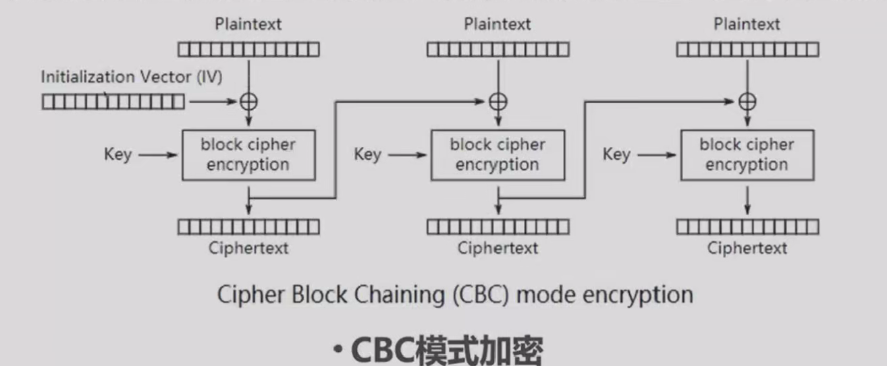 Plaintext Plaintext Plaintext
Initialization Vector (IV)
Key block cipher encryption Key block cipher encryption Key block cipher encryption
Ciphertext Ciphertext Ciphertext
Cipher Block Chaining (CBC) mode encryption
• CBC模式加密